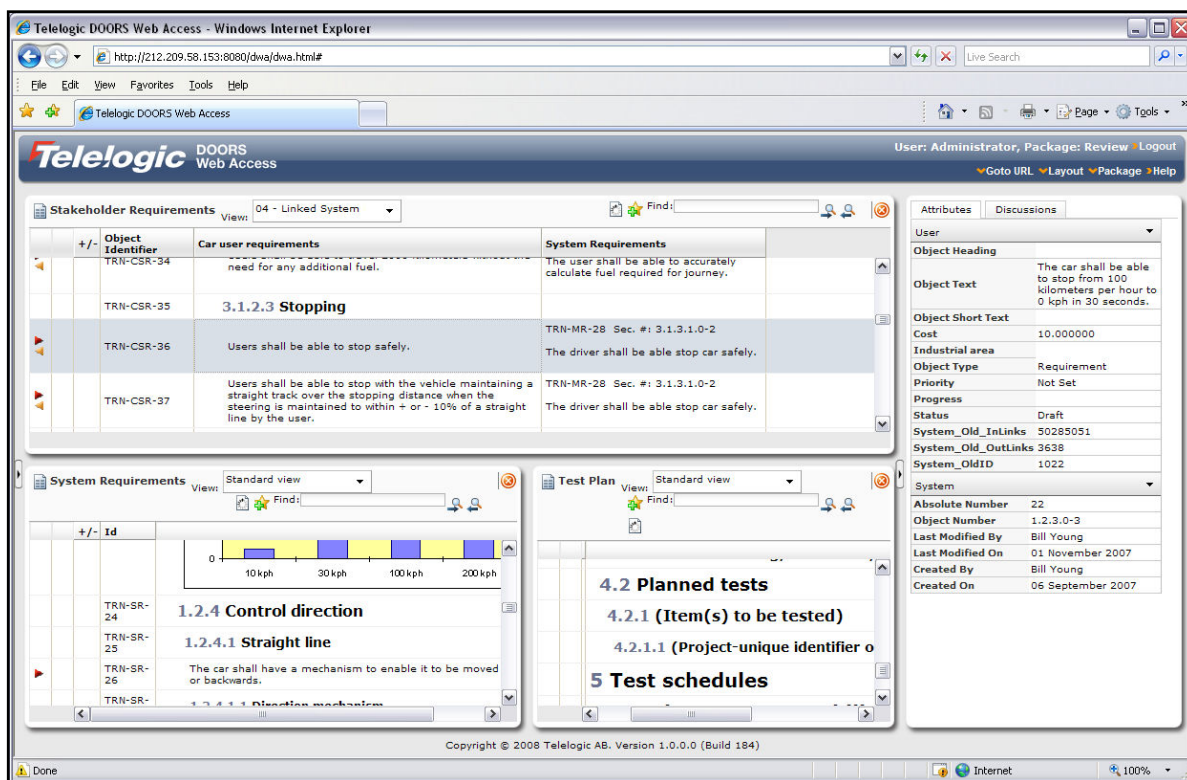 Telelogic DOORS Web Access - Windows Internet Explorer
http://212.209.58.153:8080/dwa/dwa.html#
Live Search
File Edit View Favorites Tools Help
Telelogic DOORS Web Access
Page Tools
Telelogic DOORS Web Access
User: Administrator, Package: Review Logout
Goto URL Layout Package Help
Stakeholder Requirements View: 04 - Linked System Find:
+/- Object Identifier Car user requirements System Requirements
TRN-CSR-34 need for any additional fuel. The user shall be able to accurately
calculate fuel required for journey.
TRN-CSR-35 3.1.2.3 Stopping
TRN-MR-28 Sec. #: 3.1.3.1.0-2
TRN-CSR-36 Users shall be able to stop safely.
The driver shall be able stop car safely.
TRN-CSR-37 Users shall be able to stop with the vehicle maintaining a
straight track over the stopping distance when the
steering is maintained to within + or - 10% of a straight
line by the user.
TRN-MR-28 Sec. #: 3.1.3.1.0-2
The driver shall be able stop car safely.
System Requirements View: Standard view
Find:
+/- Id
0
10 kph 30 kph 100 kph 200 kph
TRN-SR-24 1.2.4 Control direction
TRN-SR-25 1.2.4.1 Straight line
TRN-SR-26 The car shall have a mechanism to enable it to be moved
or backwards.
TRN-SR- 1.2.4.1.1 Direction mechanism
Test Plan View: Standard view
Find:
4.2 Planned tests
4.2.1 (Item(s) to be tested)
4.2.1.1 (Project-unique identifier o
5 Test schedules
Attributes Discussions
User
Object Heading
Object Text The car shall be able
to stop from 100
kilometers per hour to
0 kph in 30 seconds.
Object Short Text
Cost 10.000000
Industrial area
Object Type Requirement
Priority Not Set
Progress
Status Draft
System_Old_InLinks 50285051
System_Old_OutLinks 3638
System_OldID 1022
System
Absolute Number 22
Object Number 1.2.3.0-3
Last Modified By Bill Young
Last Modified On 01 November 2007
Created By Bill Young
Created On 06 September 2007
Copyright © 2008 Telelogic AB. Version 1.0.0.0 (Build 184)
Done Internet 100%